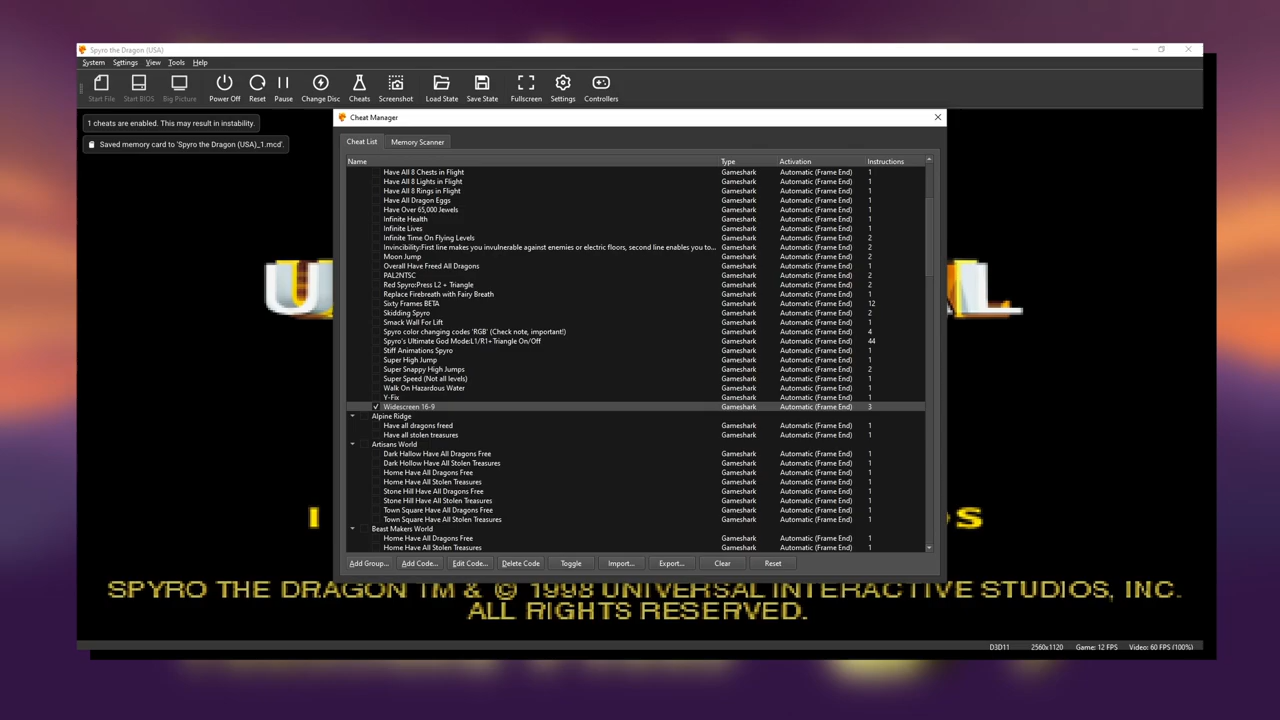 Spyro the Dragon (USA)
System Settings View Tools Help
Start File Start BIOS Big Picture Power Off Reset Pause Change Disc Cheats Screenshot Load State Save State Fullscreen Settings Controllers
1 cheats are enabled. This may result in instability.
Saved memory card to 'Spyro the Dragon (USA)_1.mcd'.
Cheat Manager
Cheat List Memory Scanner
Name Type Activation Instructions
Have All 8 Chests in Flight Gameshark Automatic (Frame End) 1
Have All 8 Lights in Flight Gameshark Automatic (Frame End) 1
Have All 8 Rings in Flight Gameshark Automatic (Frame End) 1
Have All Dragon Eggs Gameshark Automatic (Frame End) 1
Have Over 65,000 Jewels Gameshark Automatic (Frame End) 1
Infinite Health Gameshark Automatic (Frame End) 1
Infinite Lives Gameshark Automatic (Frame End) 1
Infinite Time On Flying Levels Gameshark Automatic (Frame End) 2
Invincibility:First line makes you invulnerable against enemies or electric floors, second line enables you to... Gameshark Automatic (Frame End) 2
Moon Jump Gameshark Automatic (Frame End) 2
Overall Have Freed All Dragons Gameshark Automatic (Frame End) 1
PAL2NTSC Gameshark Automatic (Frame End) 2
Red Spyro:Press L2 + Triangle Gameshark Automatic (Frame End) 2
Replace Firebreath with Fairy Breath Gameshark Automatic (Frame End) 1
Sixty Frames BETA Gameshark Automatic (Frame End) 12
Skidding Spyro Gameshark Automatic (Frame End) 2
Smack Wall For Lift Gameshark Automatic (Frame End) 1
Spyro color changing codes 'RGB' (Check note, important!) Gameshark Automatic (Frame End) 4
Spyro's Ultimate God Mode:L1/R1+Triangle On/Off Gameshark Automatic (Frame End) 44
Stiff Animations Spyro Gameshark Automatic (Frame End) 1
Super High Jump Gameshark Automatic (Frame End) 1
Super Snappy High Jumps Gameshark Automatic (Frame End) 2
Super Speed (Not all levels) Gameshark Automatic (Frame End) 1
Walk On Hazardous Water Gameshark Automatic (Frame End) 1
Y-Fix Gameshark Automatic (Frame End) 1
Widescreen 16-9 Gameshark Automatic (Frame End) 3
Alpine Ridge
Have all dragons freed Gameshark Automatic (Frame End) 1
Have all stolen treasures Gameshark Automatic (Frame End) 1
Artisans World
Dark Hallow Have All Dragons Free Gameshark Automatic (Frame End) 1
Dark Hollow Have All Stolen Treasures Gameshark Automatic (Frame End) 1
Home Have All Dragons Free Gameshark Automatic (Frame End) 1
Home Have All Stolen Treasures Gameshark Automatic (Frame End) 1
Stone Hill Have All Dragons Free Gameshark Automatic (Frame End) 1
Stone Hill Have All Stolen Treasures Gameshark Automatic (Frame End) 1
Town Square Have All Dragons Free Gameshark Automatic (Frame End) 1
Town Square Have All Stolen Treasures Gameshark Automatic (Frame End) 1
Beast Makers World
Home Have All Dragons Free Gameshark Automatic (Frame End) 1
Home Have All Stolen Treasures Gameshark Automatic (Frame End) 1
Add Group... Add Code... Edit Code... Delete Code Toggle Import... Export... Clear Reset
SPYRO THE DRAGON TM & © 1998 UNIVERSAL INTERACTIVE STUDIOS, INC.
ALL RIGHTS RESERVED.
D3D11 2560x1120 Game: 12 FPS Video: 60 FPS (100%)